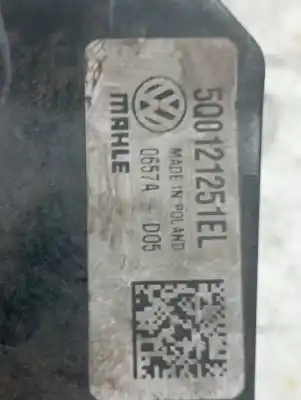 5Q0121251EL
MADE IN POLAND
0657A - D05
MAHLE